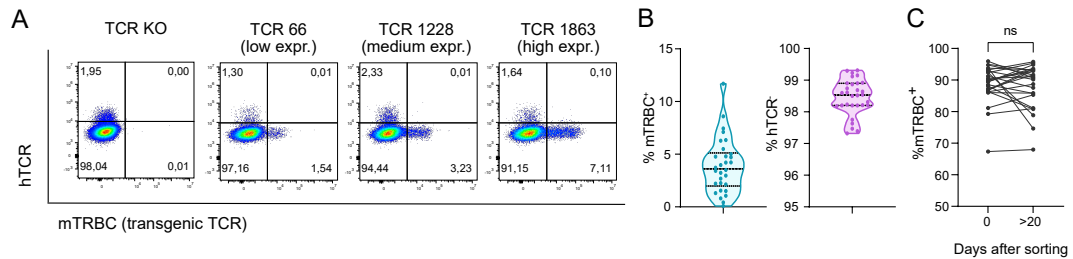 A
TCR KO
TCR 66
(low expr.)
TCR 1228
(medium expr.)
TCR 1863
(high expr.)
1,95
0,00
98,04
0,01
1,30
0,01
97,16
1,54
2,33
0,01
94,44
3,23
1,64
0,10
91,15
7,11
hTCR
mTRBC (transgenic TCR)
B
% mTRBC+
15
10
5
0
% hTCR-
100
99
98
97
96
95
C
ns
%mTRBC+
100
90
80
70
60
50
0
>20
Days after sorting